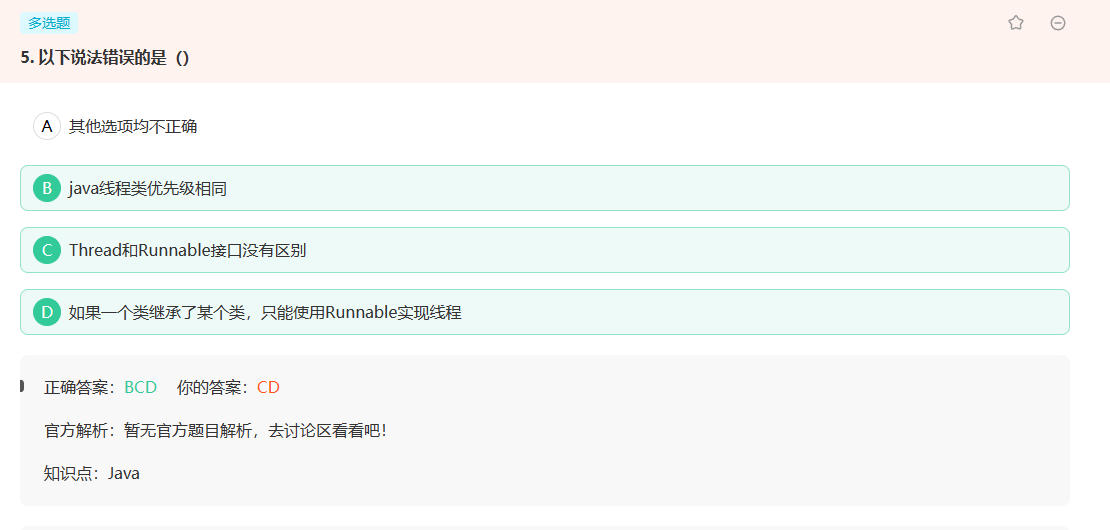 多选题
5. 以下说法错误的是（）
A 其他选项均不正确
B java线程类优先级相同
C Thread和Runnable接口没有区别
D 如果一个类继承了某个类，只能使用Runnable实现线程
正确答案：BCD 你的答案：CD
官方解析：暂无官方题目解析，去讨论区看看吧！
知识点：Java